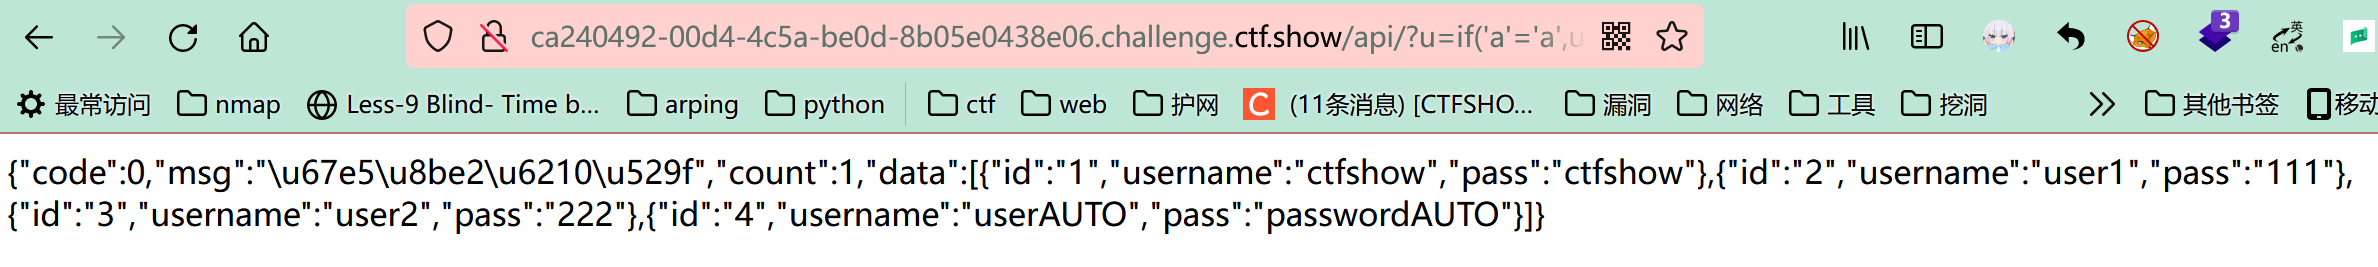 ca240492-00d4-4c5a-be0d-8b05e0438e06.challenge.ctf.show/api/?u=if('a'='a',u
3
英
en
最常访问 nmap Less-9 Blind- Time b... arping python ctf web 护网 C (11条消息) [CTFSHO... 漏洞 网络 工具 挖洞 其他书签 移动
{"code":0,"msg":"\u67e5\u8be2\u6210\u529f","count":1,"data":[{"id":"1","username":"ctfshow","pass":"ctfshow"},{"id":"2","username":"user1","pass":"111"},
{"id":"3","username":"user2","pass":"222"},{"id":"4","username":"userAUTO","pass":"passwordAUTO"}]}